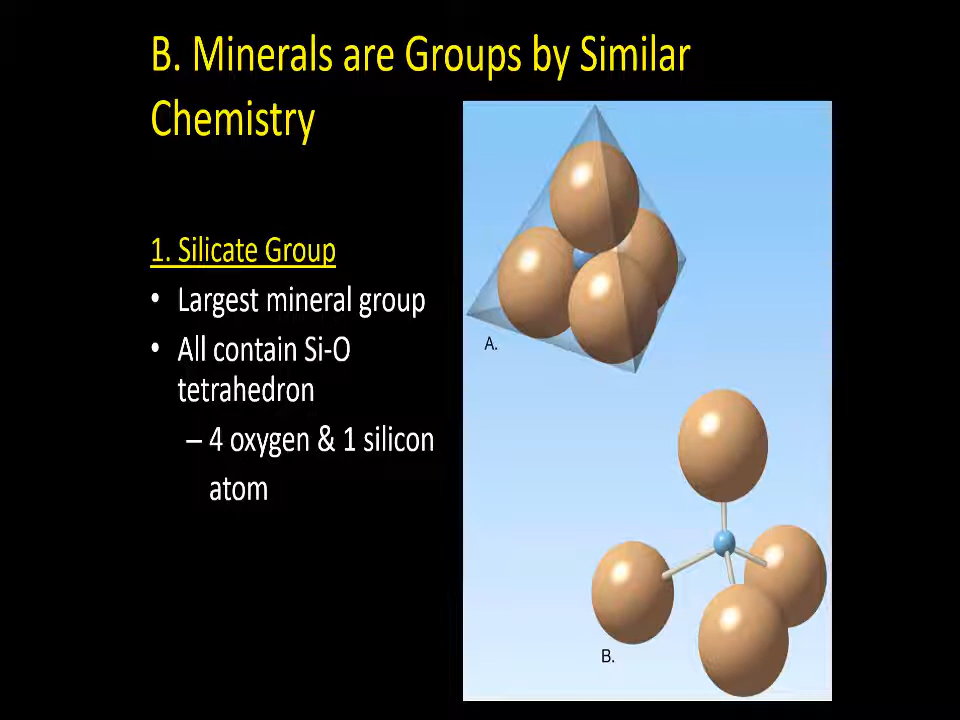 B. Minerals are Groups by Similar
Chemistry
1. Silicate Group
• Largest mineral group
• All contain Si-O
tetrahedron
– 4 oxygen & 1 silicon
atom
A.
B.